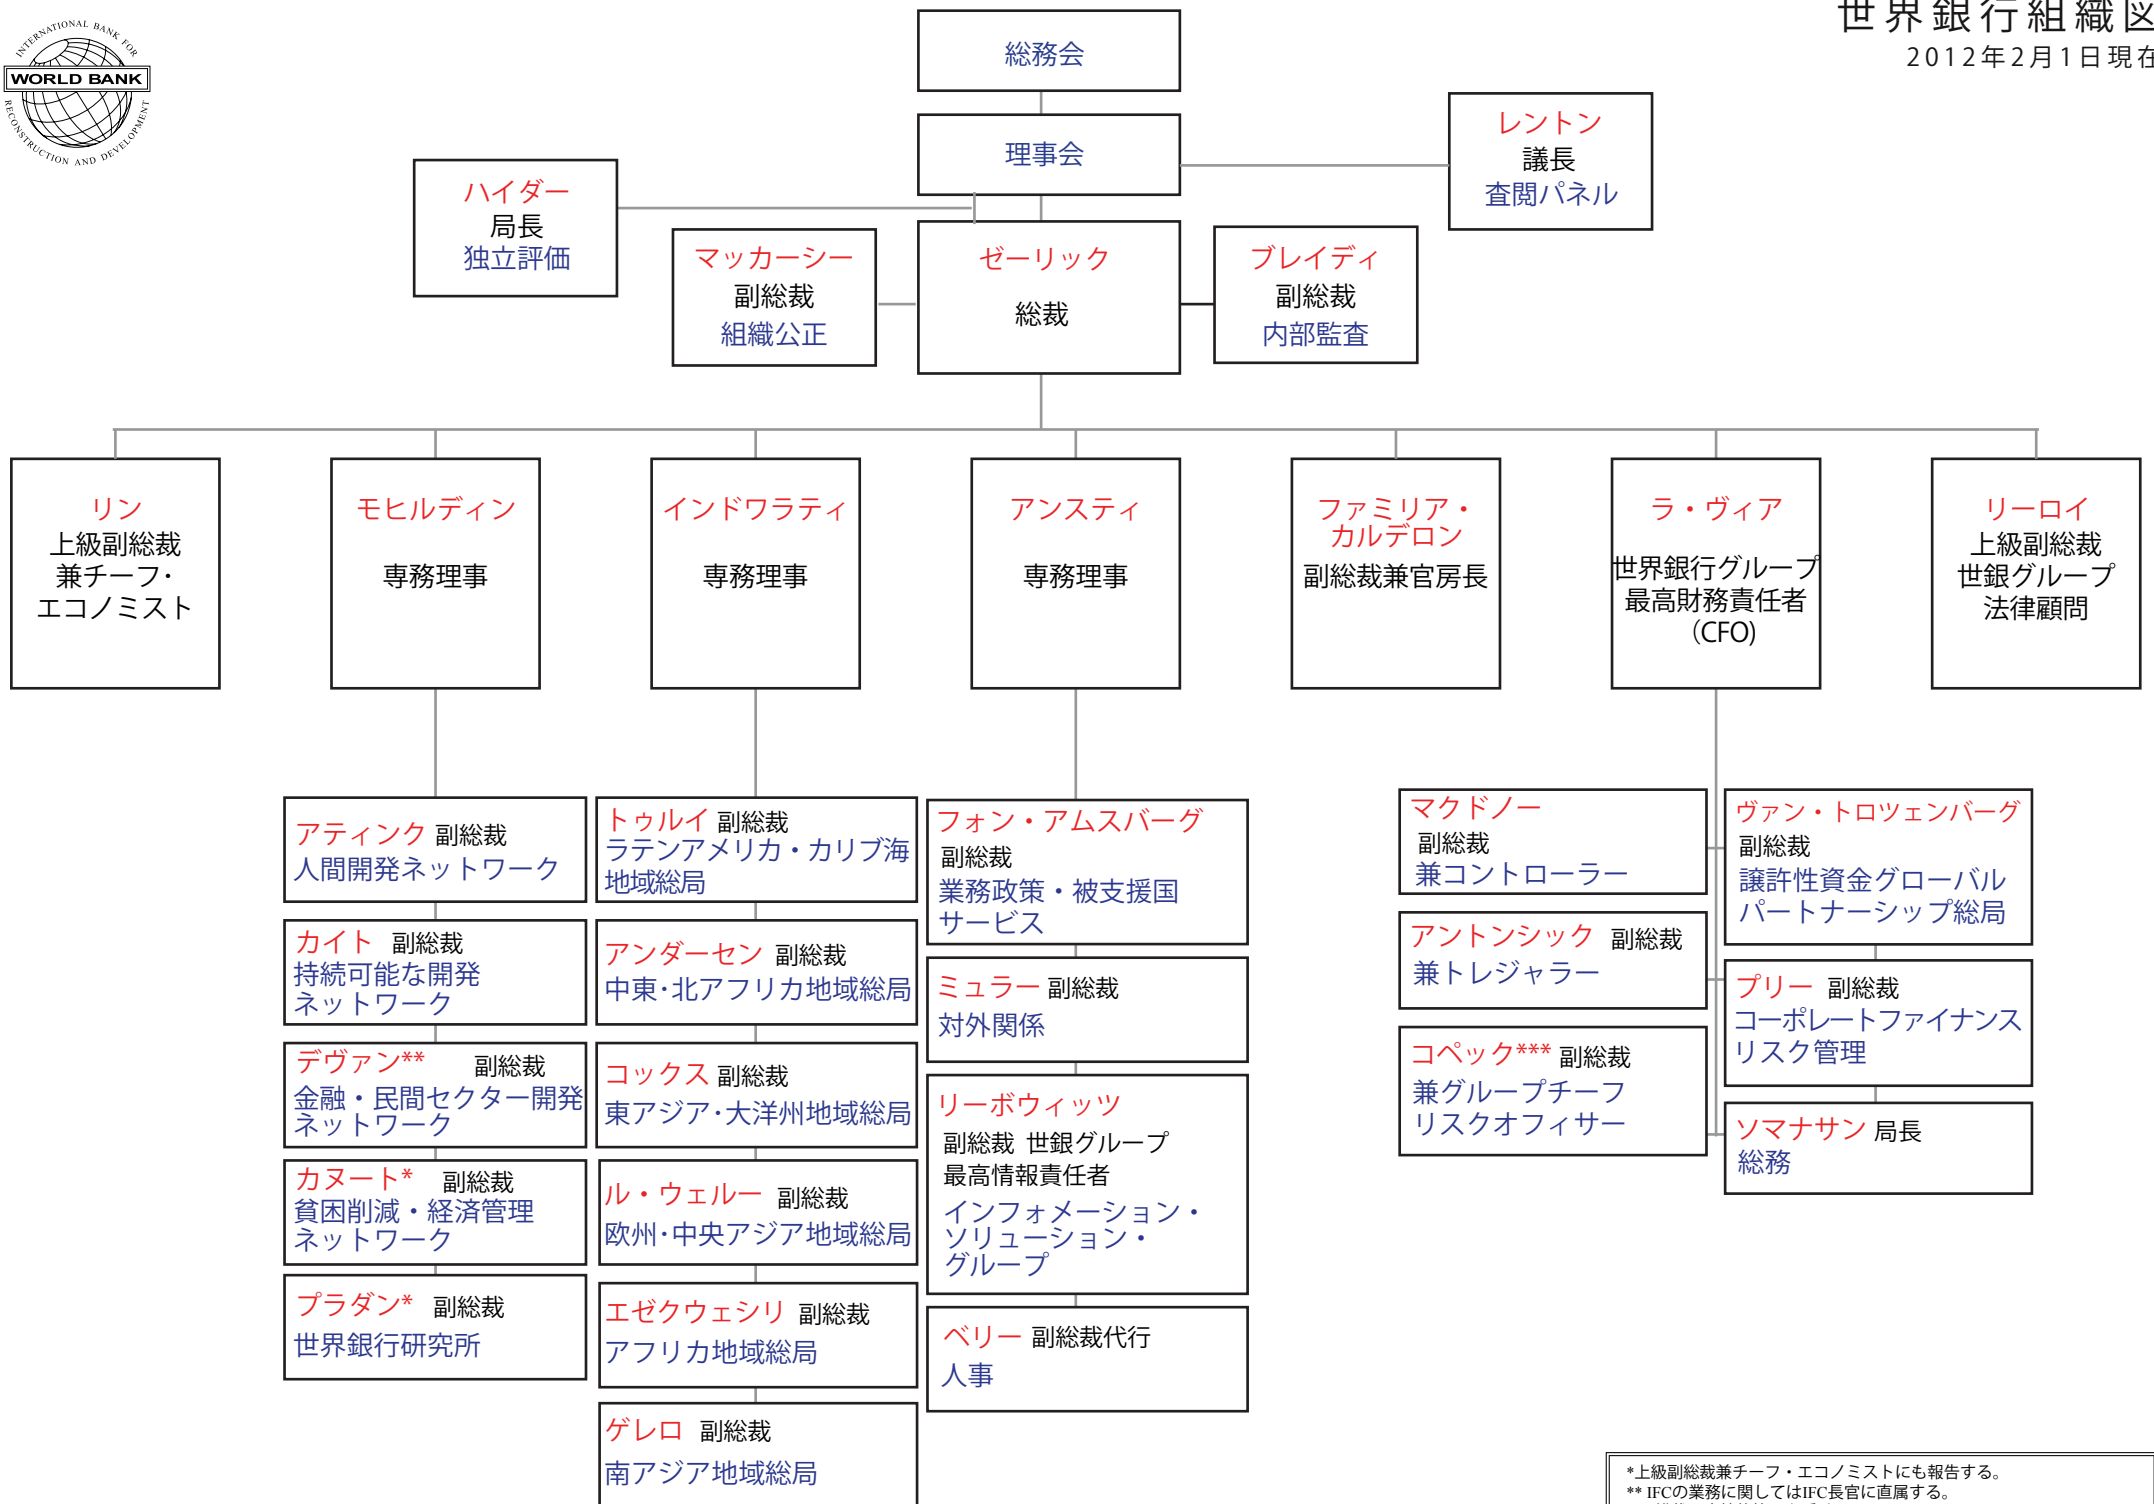 世界銀行組織図
2012年2月1日現在
INTERNATIONAL BANK FOR
WORLD BANK
RECONSTRUCTION AND DEVELOPMENT
総務会
理事会
レントン
議長
査閲パネル
ハイダー
局長
独立評価
マッカーシー
副総裁
組織公正
ゼーリック
総裁
ブレイディ
副総裁
内部監査
リン
上級副総裁
兼チーフ・
エコノミスト
モヒルディン
専務理事
インドワラティ
専務理事
アンスティ
専務理事
ファミリア・
カルデロン
副総裁兼官房長
ラ・ヴィア
世界銀行グループ
最高財務責任者
(CFO)
リーロイ
上級副総裁
世銀グループ
法律顧問
アティンク 副総裁
人間開発ネットワーク
カイト 副総裁
持続可能な開発
ネットワーク
デヴァン** 副総裁
金融・民間セクター開発
ネットワーク
カヌート* 副総裁
貧困削減・経済管理
ネットワーク
プラダン* 副総裁
世界銀行研究所
トゥルイ 副総裁
ラテンアメリカ・カリブ海
地域総局
アンダーセン 副総裁
中東・北アフリカ地域総局
コックス 副総裁
東アジア・大洋州地域総局
ル・ウェルー 副総裁
欧州・中央アジア地域総局
エゼクウェシリ 副総裁
アフリカ地域総局
ゲレロ 副総裁
南アジア地域総局
フォン・アムスバーグ
副総裁
業務政策・被支援国
サービス
ミュラー 副総裁
対外関係
リーボウィッツ
副総裁 世銀グループ
最高情報責任者
インフォメーション・
ソリューション・
グループ
ベリー 副総裁代行
人事
マクドノー
副総裁
兼コントローラー
アントンシック 副総裁
兼トレジャラー
コペック*** 副総裁
兼グループチーフ
リスクオフィサー
ヴァン・トロツェンバーグ
副総裁
譲許性資金グローバル
パートナーシップ総局
プリー 副総裁
コーポレートファイナンス
リスク管理
ソマナサン 局長
総務
*上級副総裁兼チーフ・エコノミストにも報告する。
** IFCの業務に関してはIFC長官に直属する。